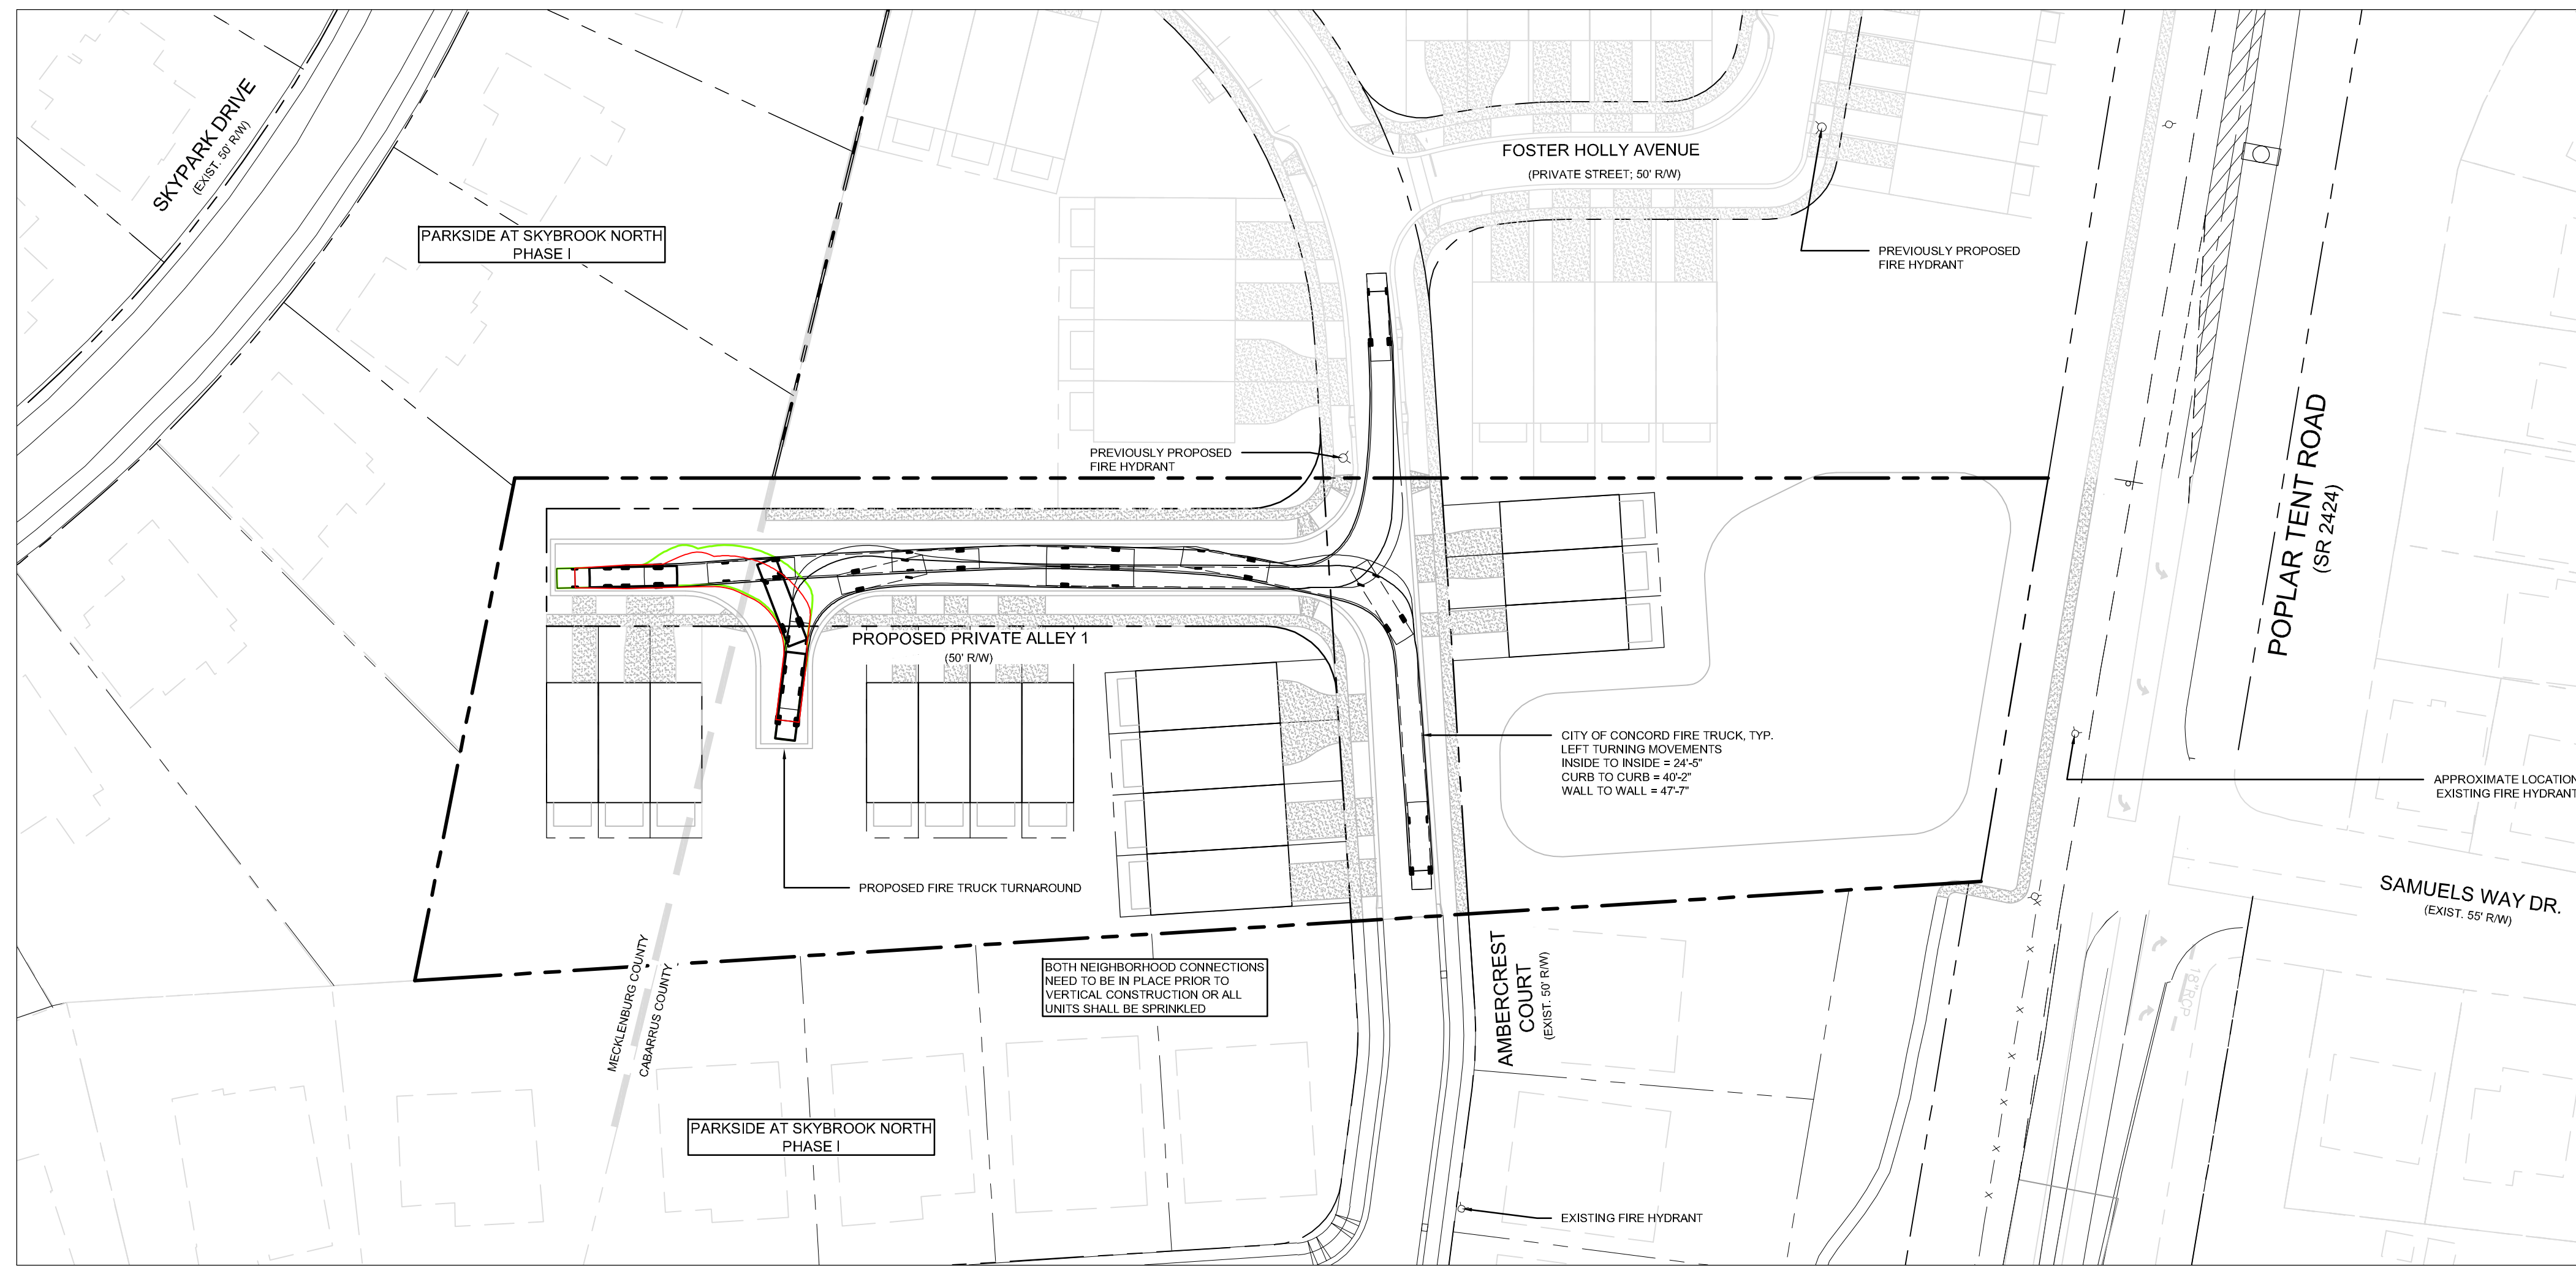 SKYPARK DRIVE
(EXIST. 50' R/W)
PARKSIDE AT SKYBROOK NORTH
PHASE I
FOSTER HOLLY AVENUE
(PRIVATE STREET; 50' R/W)
PREVIOUSLY PROPOSED
FIRE HYDRANT
PREVIOUSLY PROPOSED
FIRE HYDRANT
POPLAR TENT ROAD
(SR 2424)
PROPOSED PRIVATE ALLEY 1
(50' R/W)
CITY OF CONCORD FIRE TRUCK, TYP.
LEFT TURNING MOVEMENTS
INSIDE TO INSIDE = 24'-5"
CURB TO CURB = 40'-2"
WALL TO WALL = 47'-7"
APPROXIMATE LOCATION
EXISTING FIRE HYDRANT
PROPOSED FIRE TRUCK TURNAROUND
SAMUELS WAY DR.
(EXIST. 55' R/W)
MECKLENBURG COUNTY
CABARRUS COUNTY
BOTH NEIGHBORHOOD CONNECTIONS
NEED TO BE IN PLACE PRIOR TO
VERTICAL CONSTRUCTION OR ALL
UNITS SHALL BE SPRINKLED
AMBERCREST
COURT
(EXIST. 50' R/W)
18" RCP
PARKSIDE AT SKYBROOK NORTH
PHASE I
EXISTING FIRE HYDRANT